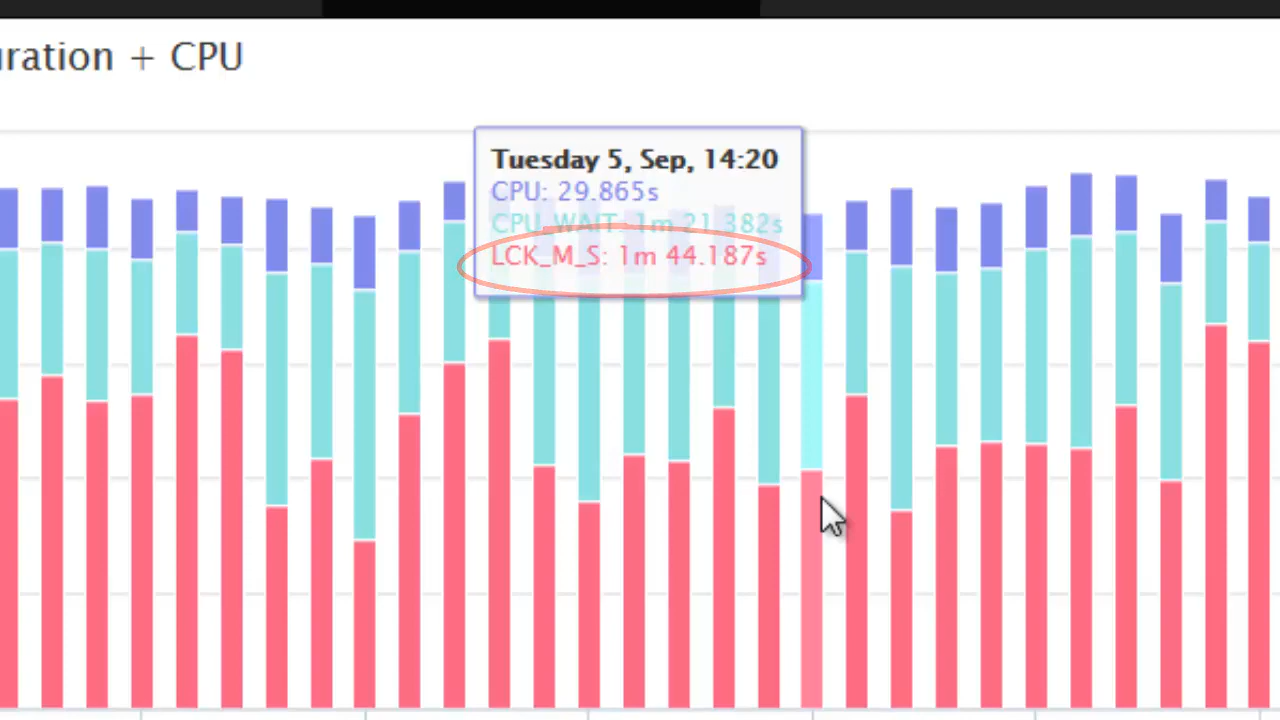 uration + CPU
Tuesday 5, Sep, 14:20
CPU: 29.865s
CPU_WAIT: 1m 21.382s
LCK_M_S: 1m 44.187s